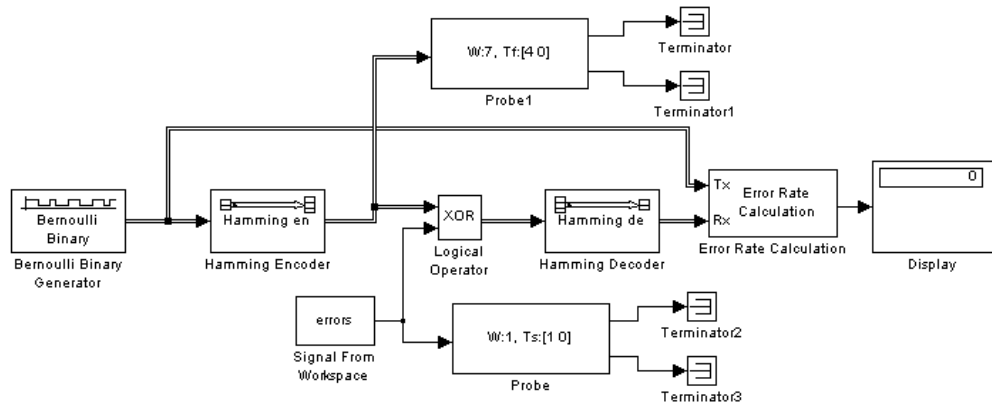 W:7, Tf:[4 0]
Probe1
Terminator
Terminator1
Bernoulli
Binary
Bernoulli Binary
Generator
Hamming en
Hamming Encoder
XOR
Logical
Operator
Hamming de
Hamming Decoder
Tx
Rx
Error Rate
Calculation
Error Rate Calculation
0
Display
errors
Signal From
Workspace
W:1, Ts:[1 0]
Probe
Terminator2
Terminator3